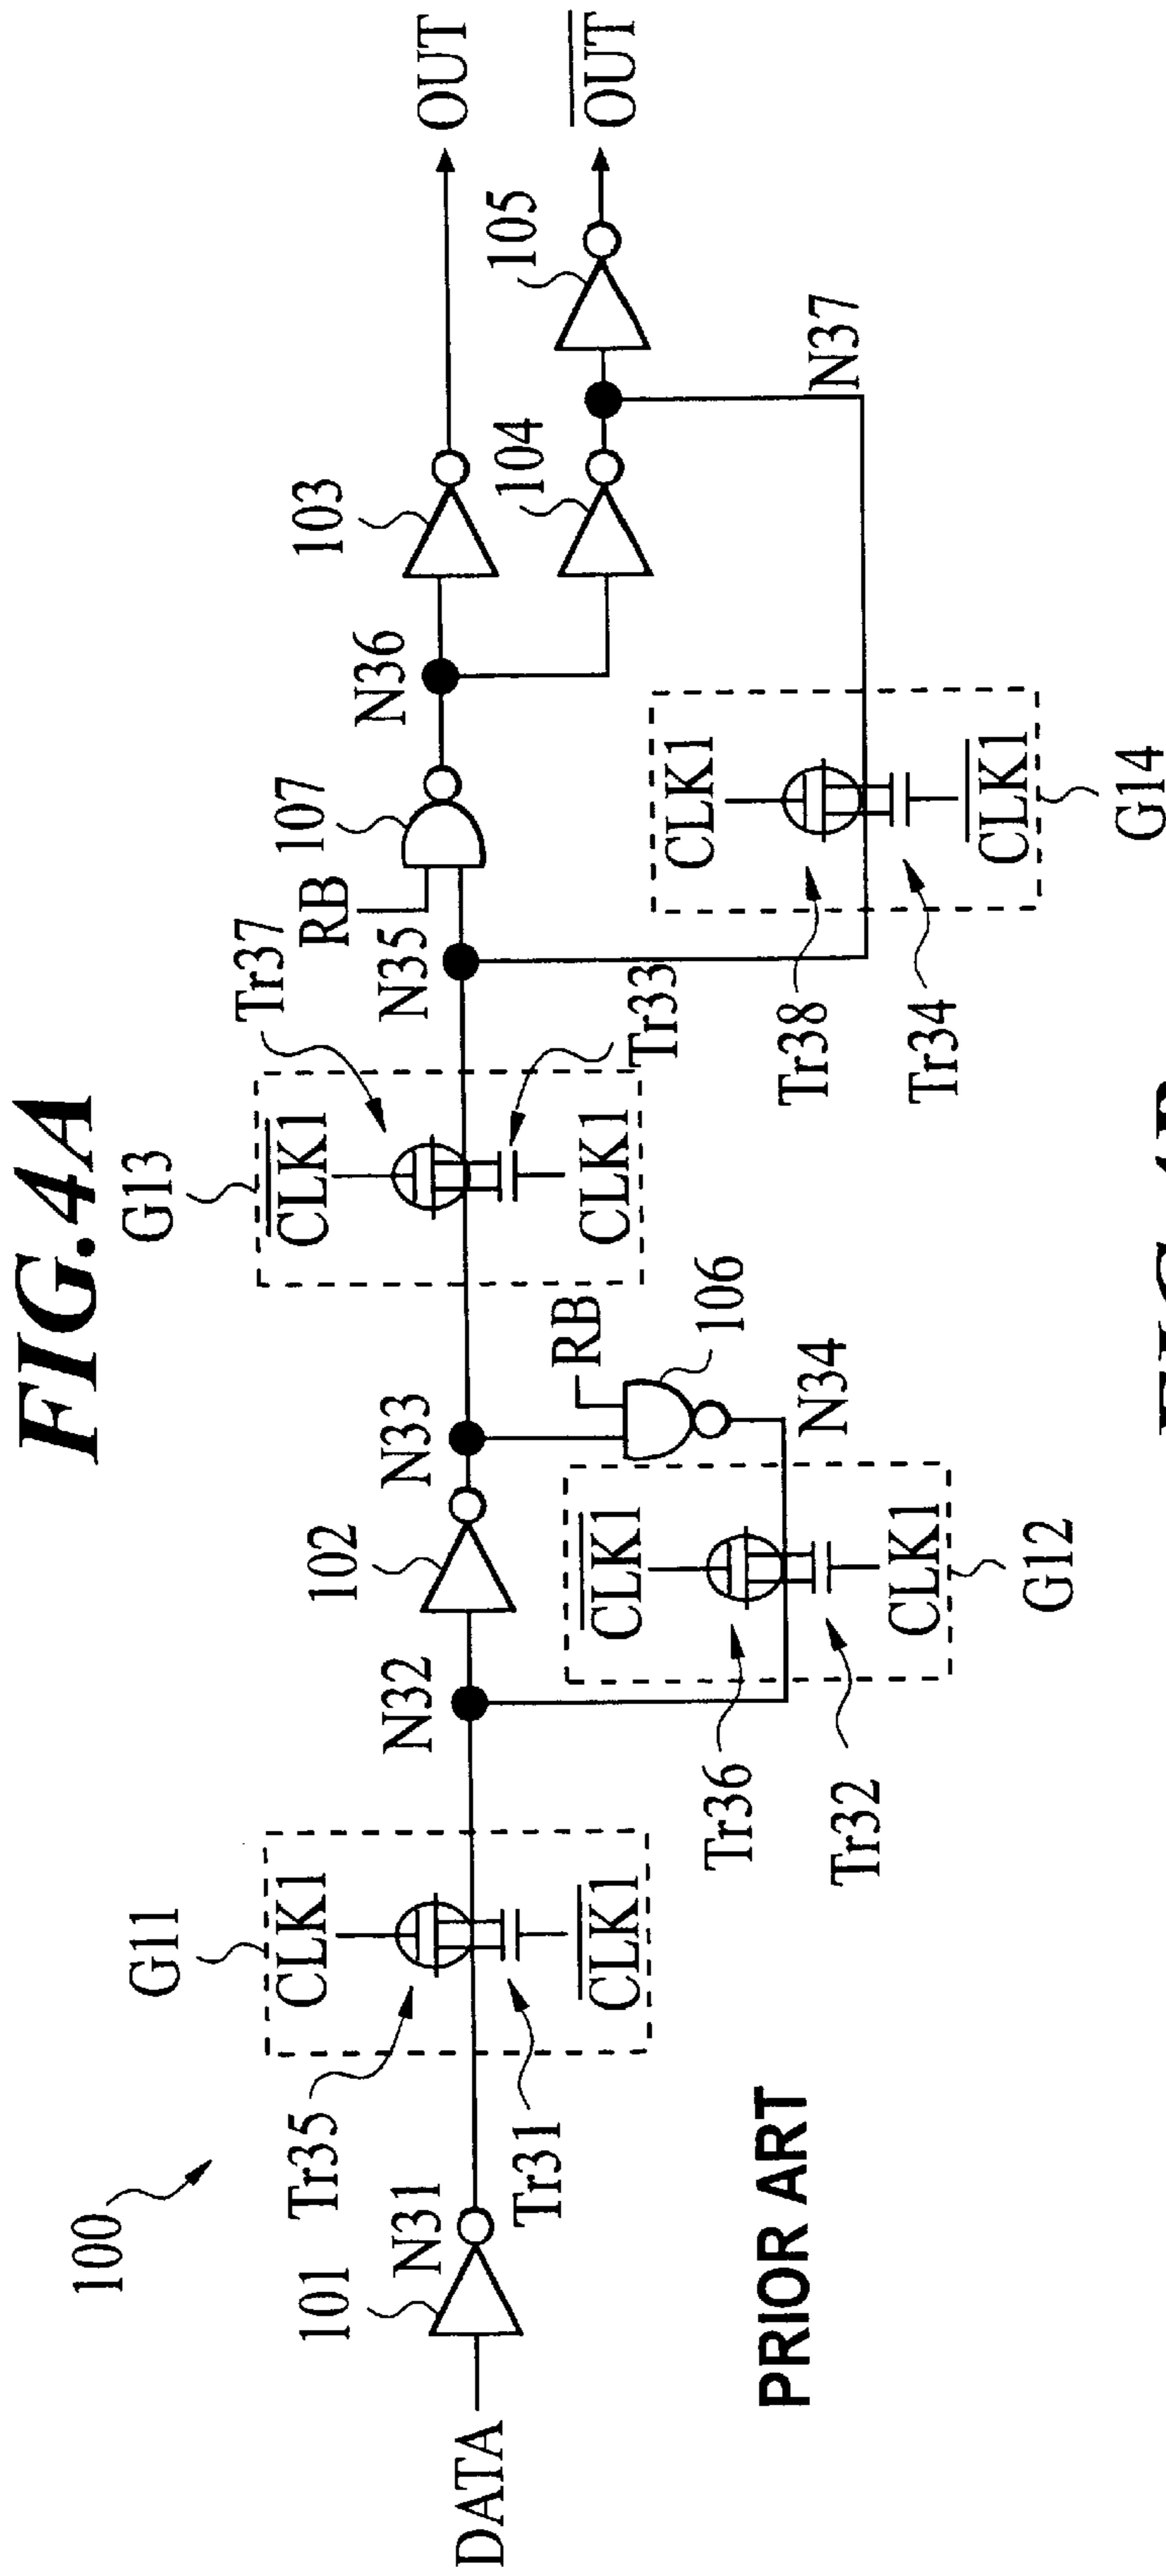 FIG.4A
100
G11
G13
CLK1
CLK1
Tr37
RB
107
101
N31
Tr35
102
N32
N33
N35
N36
103
OUT
DATA
Tr31
CLK1
RB
106
Tr33
CLK1
104
105
OUT
CLK1
CLK1
N34
N37
Tr36
Tr32
CLK1
G12
Tr38
Tr34
CLK1
G14
PRIOR ART